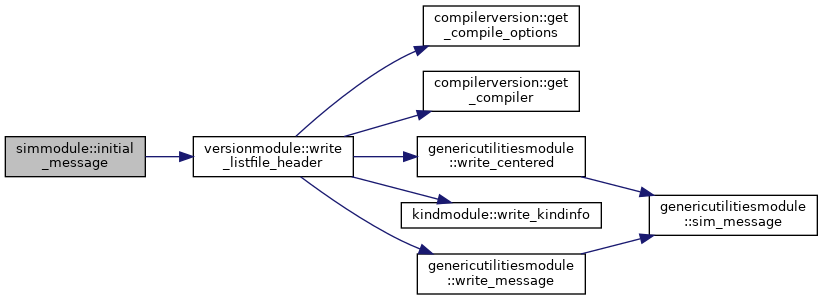 simmodule::initial
_message
versionmodule::write
_listfile_header
compilerversion::get
_compile_options
compilerversion::get
_compiler
genericutilitiesmodule
::write_centered
kindmodule::write_kindinfo
genericutilitiesmodule
::write_message
genericutilitiesmodule
::sim_message